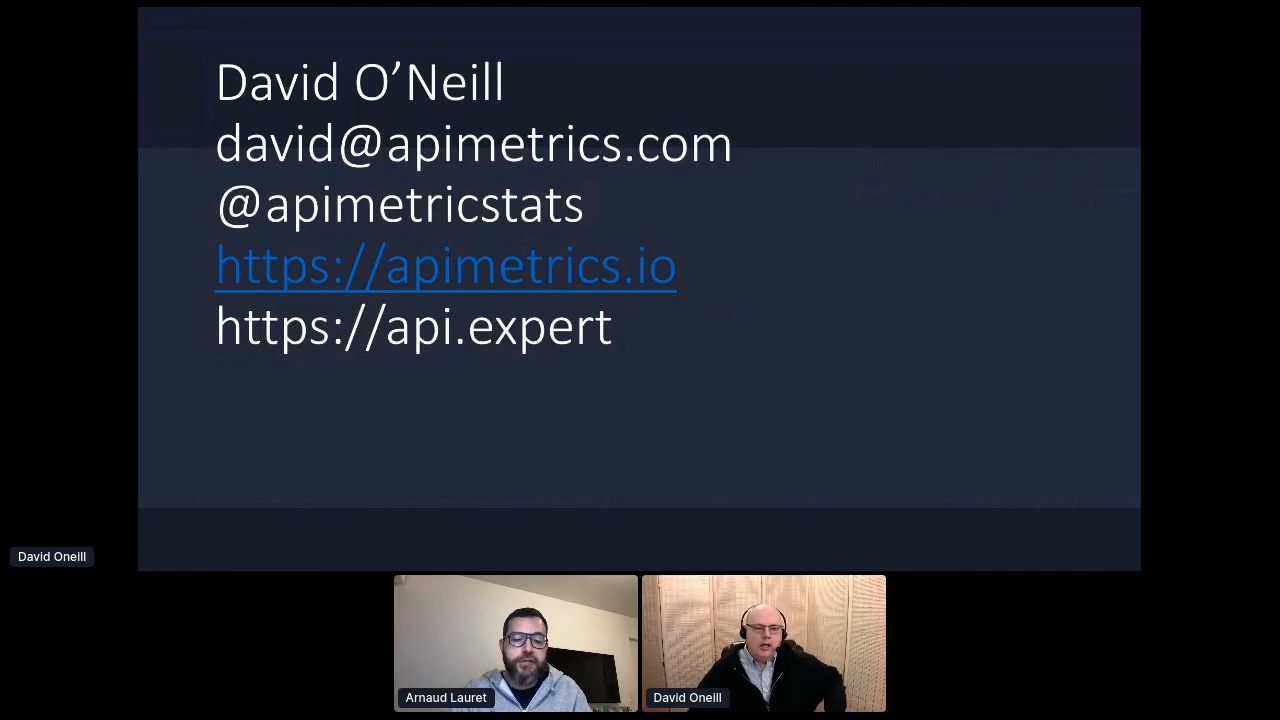 David O’Neill
david@apimetrics.com
@apimetricstats
https://apimetrics.io
https://api.expert
David Oneill
Arnaud Lauret
David Oneill